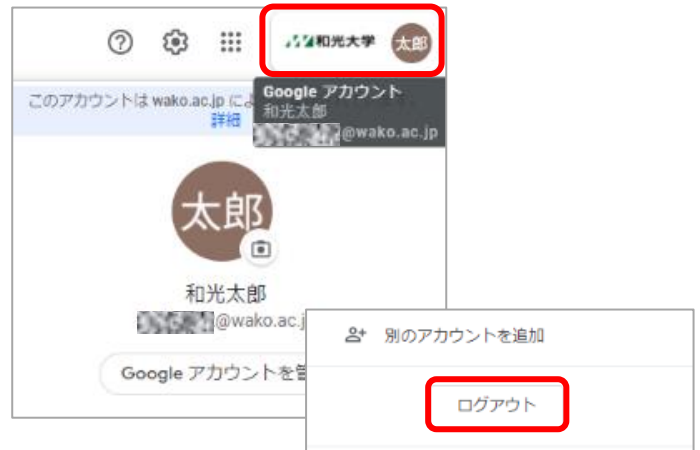 和光大学 太郎
このアカウントは wako.ac.jp によ
詳細
Google アカウント
和光太郎
@wako.ac.jp
太郎
和光太郎
@wako.ac.j
Google アカウントを管
別のアカウントを追加
ログアウト